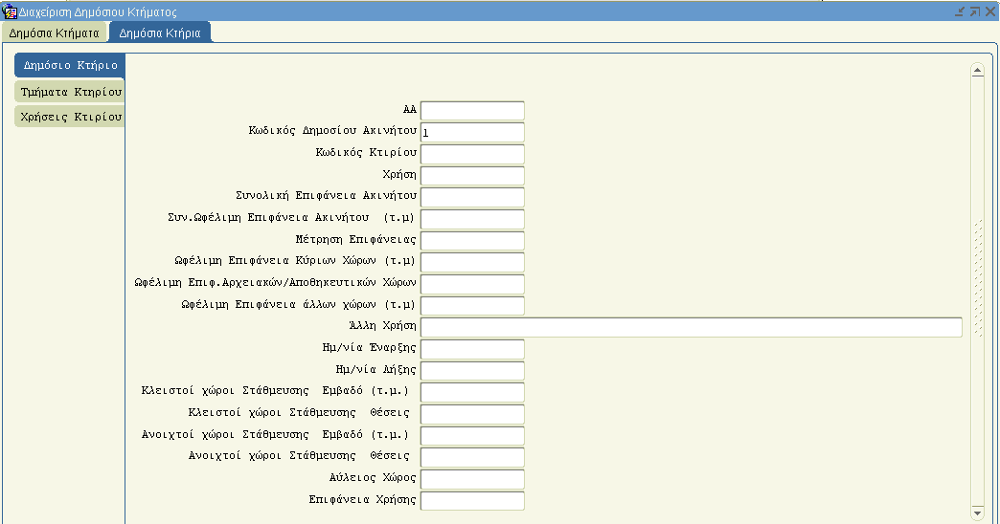 Διαχείριση Δημόσιου Κτήματος
Δημόσια Κτήματα Δημόσια Κτήρια
Δημόσιο Κτήριο
Τμήματα Κτηρίου
Χρήσεις Κτιρίου
ΑΑ
Κωδικός Δημοσίου Ακινήτου 1
Κωδικός Κτιρίου
Χρήση
Συνολική Επιφάνεια Ακινήτου
Συν.Ωφέλιμη Επιφάνεια Ακινήτου (τ.μ)
Μέτρηση Επιφάνειας
Ωφέλιμη Επιφάνεια Κύριων Χώρων (τ.μ)
Ωφέλιμη Επιφ.Αρχειακών/Αποθηκευτικών Χώρων
Ωφέλιμη Επιφάνεια άλλων χώρων (τ.μ)
Άλλη Χρήση
Ημ/νία Έναρξης
Ημ/νία Λήξης
Κλειστοί χώροι Στάθμευσης Εμβαδό (τ.μ.)
Κλειστοί χώροι Στάθμευσης Θέσεις
Ανοιχτοί χώροι Στάθμευσης Εμβαδό (τ.μ.)
Ανοιχτοί χώροι Στάθμευσης Θέσεις
Αύλειος Χώρος
Επιφάνεια Χρήσης